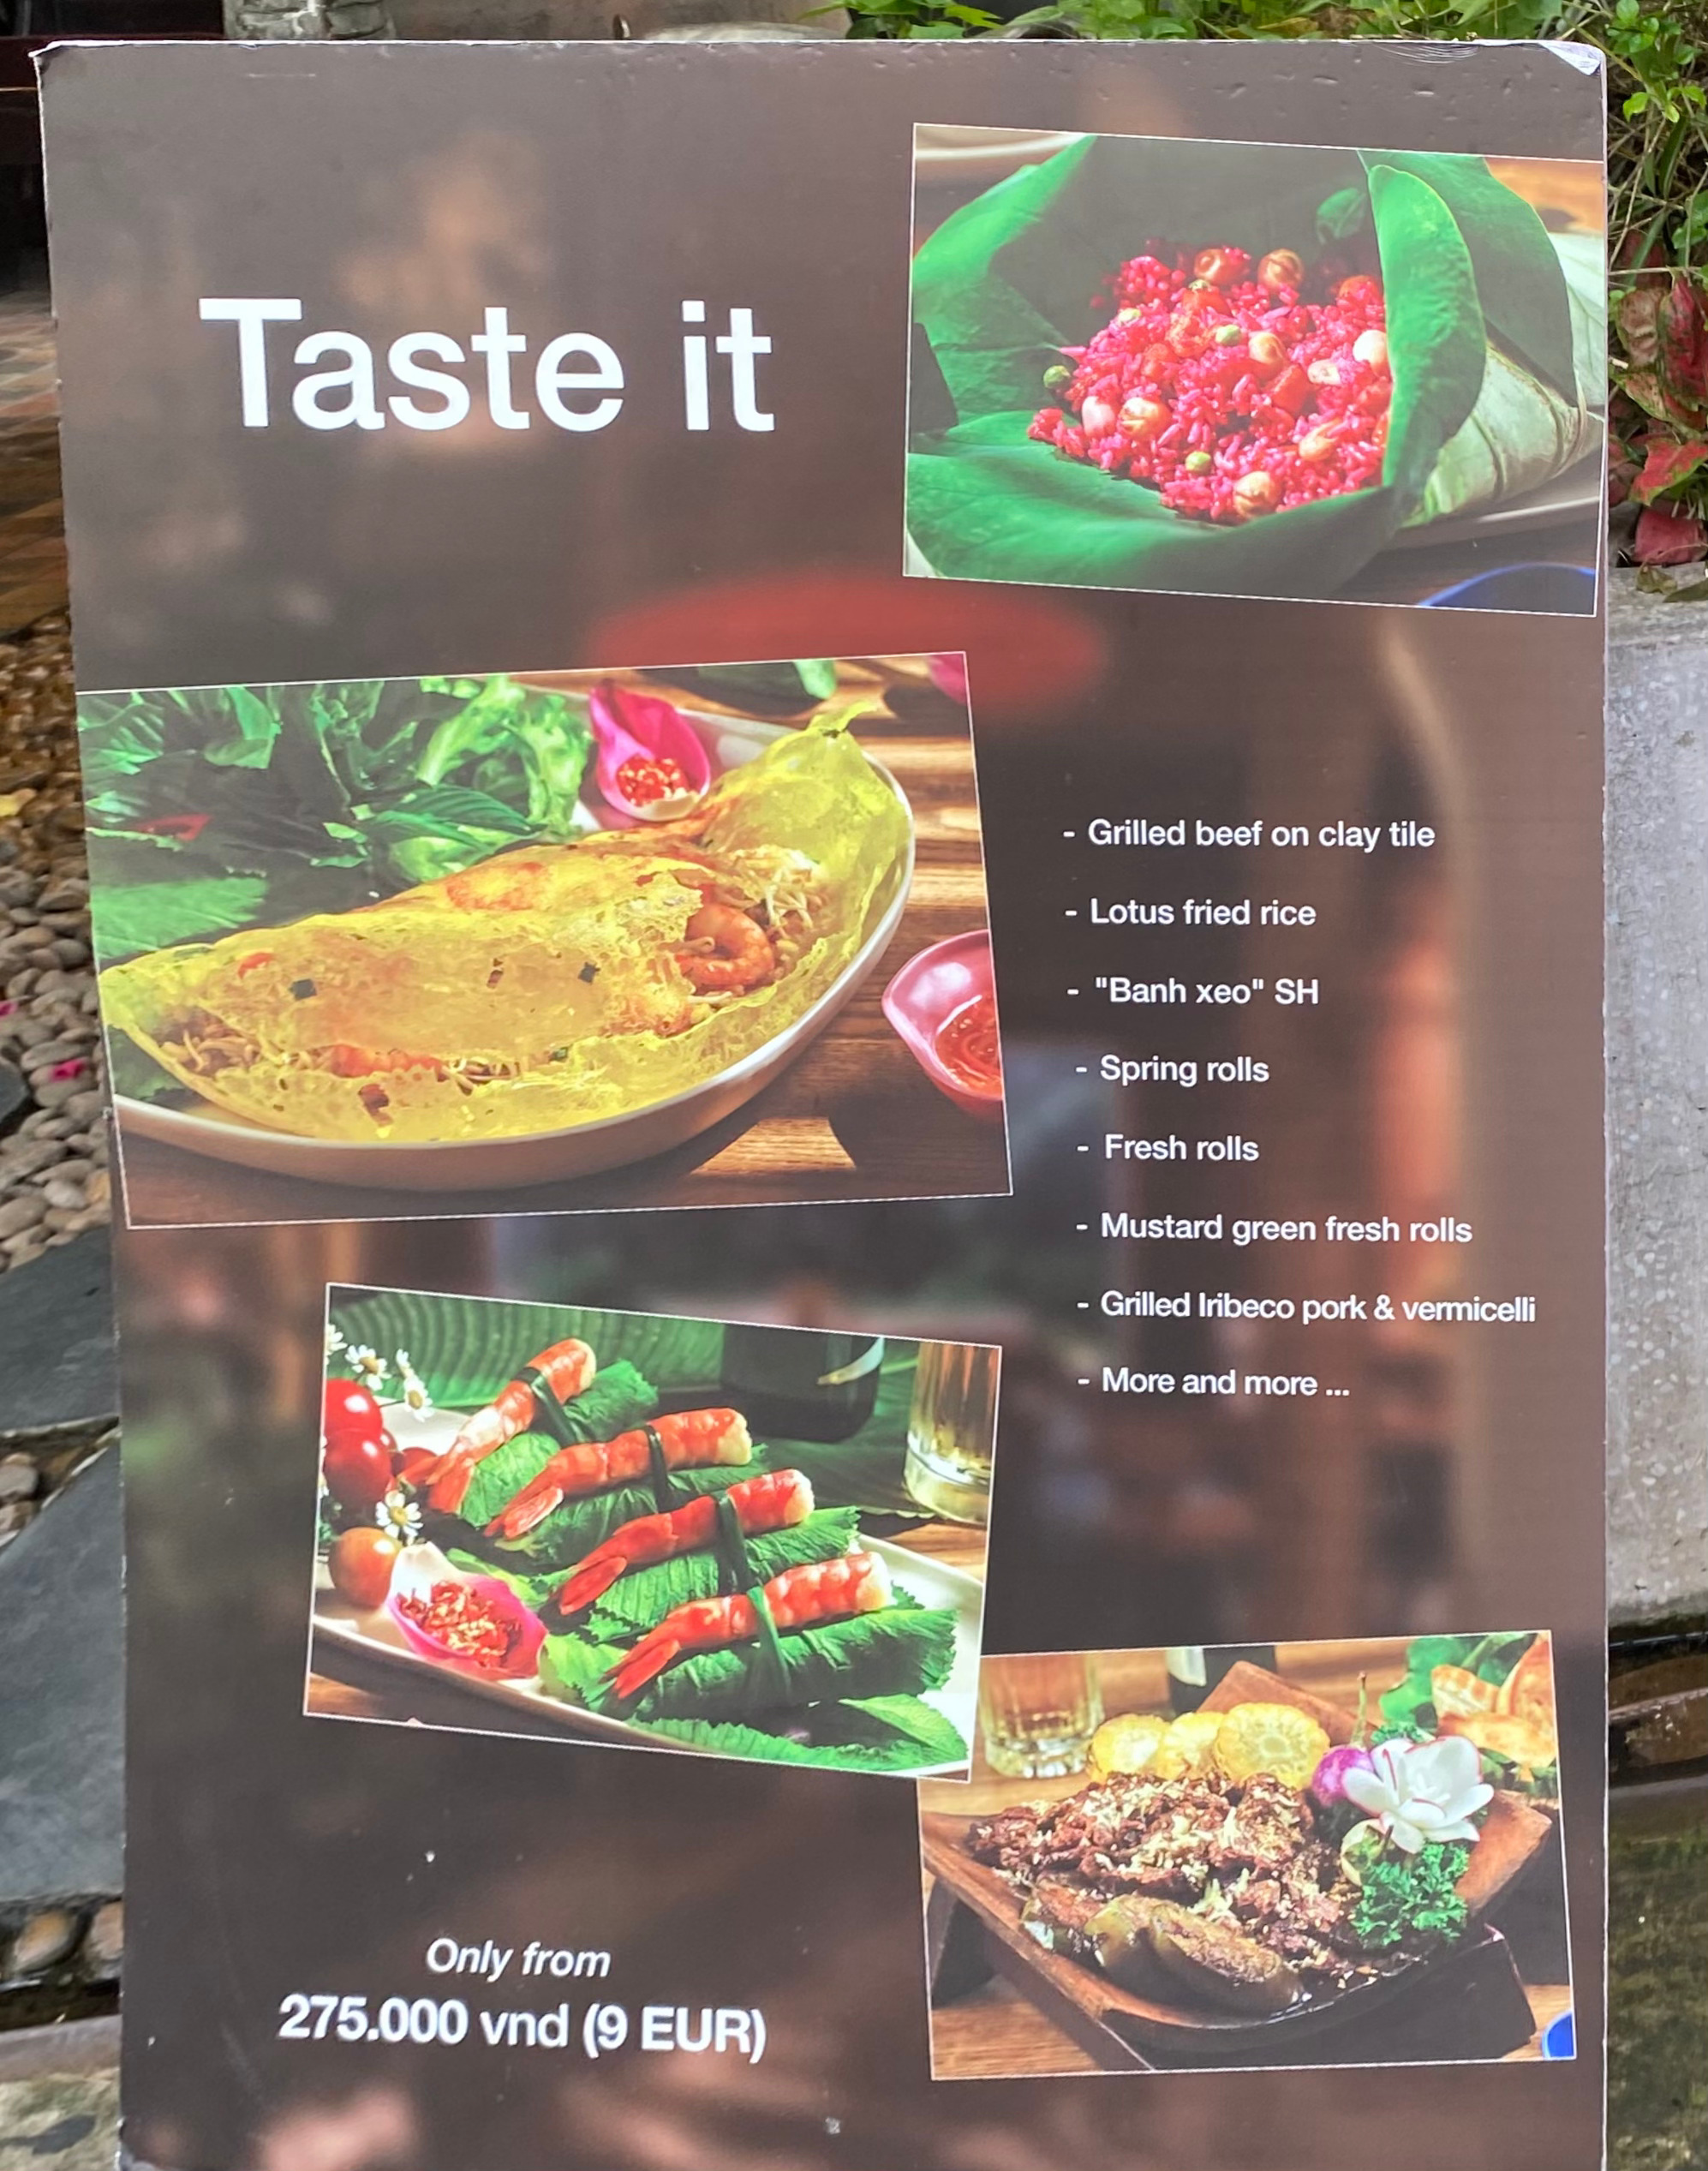 Taste it
- Grilled beef on clay tile
- Lotus fried rice
- "Banh xeo" SH
- Spring rolls
- Fresh rolls
- Mustard green fresh rolls
- Grilled Iribeco pork & vermicelli
- More and more ...
Only from
275.000 vnd (9 EUR)